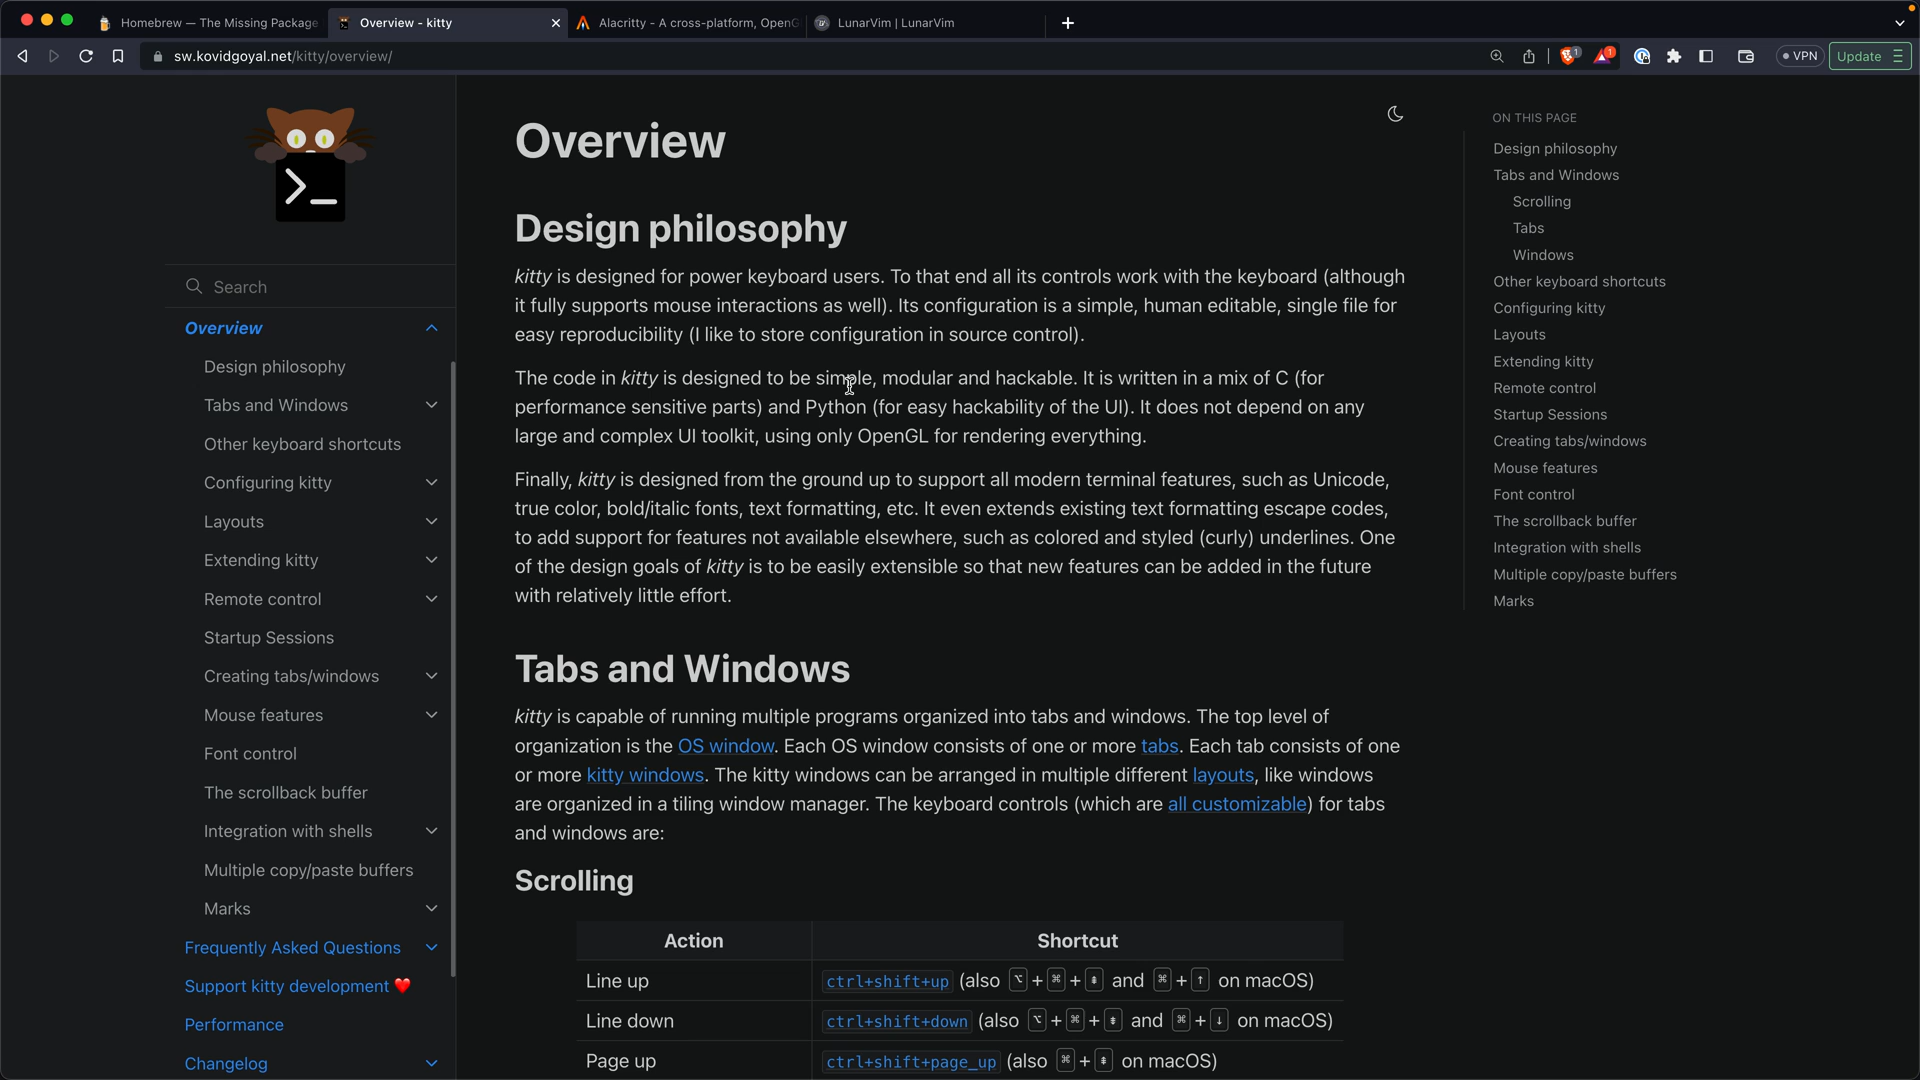 Homebrew — The Missing Package
Overview - kitty
Alacritty - A cross-platform, OpenG
LunarVim | LunarVim
sw.kovidgoyal.net/kitty/overview/
1
1
VPN
Update
>_
Search
Overview
Design philosophy
Tabs and Windows
Other keyboard shortcuts
Configuring kitty
Layouts
Extending kitty
Remote control
Startup Sessions
Creating tabs/windows
Mouse features
Font control
The scrollback buffer
Integration with shells
Multiple copy/paste buffers
Marks
Frequently Asked Questions
Support kitty development ❤️
Performance
Changelog
Overview
Design philosophy
kitty is designed for power keyboard users. To that end all its controls work with the keyboard (although
it fully supports mouse interactions as well). Its configuration is a simple, human editable, single file for
easy reproducibility (I like to store configuration in source control).
The code in kitty is designed to be simple, modular and hackable. It is written in a mix of C (for
performance sensitive parts) and Python (for easy hackability of the UI). It does not depend on any
large and complex UI toolkit, using only OpenGL for rendering everything.
Finally, kitty is designed from the ground up to support all modern terminal features, such as Unicode,
true color, bold/italic fonts, text formatting, etc. It even extends existing text formatting escape codes,
to add support for features not available elsewhere, such as colored and styled (curly) underlines. One
of the design goals of kitty is to be easily extensible so that new features can be added in the future
with relatively little effort.
Tabs and Windows
kitty is capable of running multiple programs organized into tabs and windows. The top level of
organization is the OS window. Each OS window consists of one or more tabs. Each tab consists of one
or more kitty windows. The kitty windows can be arranged in multiple different layouts, like windows
are organized in a tiling window manager. The keyboard controls (which are all customizable) for tabs
and windows are:
Scrolling
Action Shortcut
Line up ctrl+shift+up (also ⌥+⌘+⇞ and ⌘+↑ on macOS)
Line down ctrl+shift+down (also ⌥+⌘+⇟ and ⌘+↓ on macOS)
Page up ctrl+shift+page_up (also ⌘+⇞ on macOS)
ON THIS PAGE
Design philosophy
Tabs and Windows
Scrolling
Tabs
Windows
Other keyboard shortcuts
Configuring kitty
Layouts
Extending kitty
Remote control
Startup Sessions
Creating tabs/windows
Mouse features
Font control
The scrollback buffer
Integration with shells
Multiple copy/paste buffers
Marks